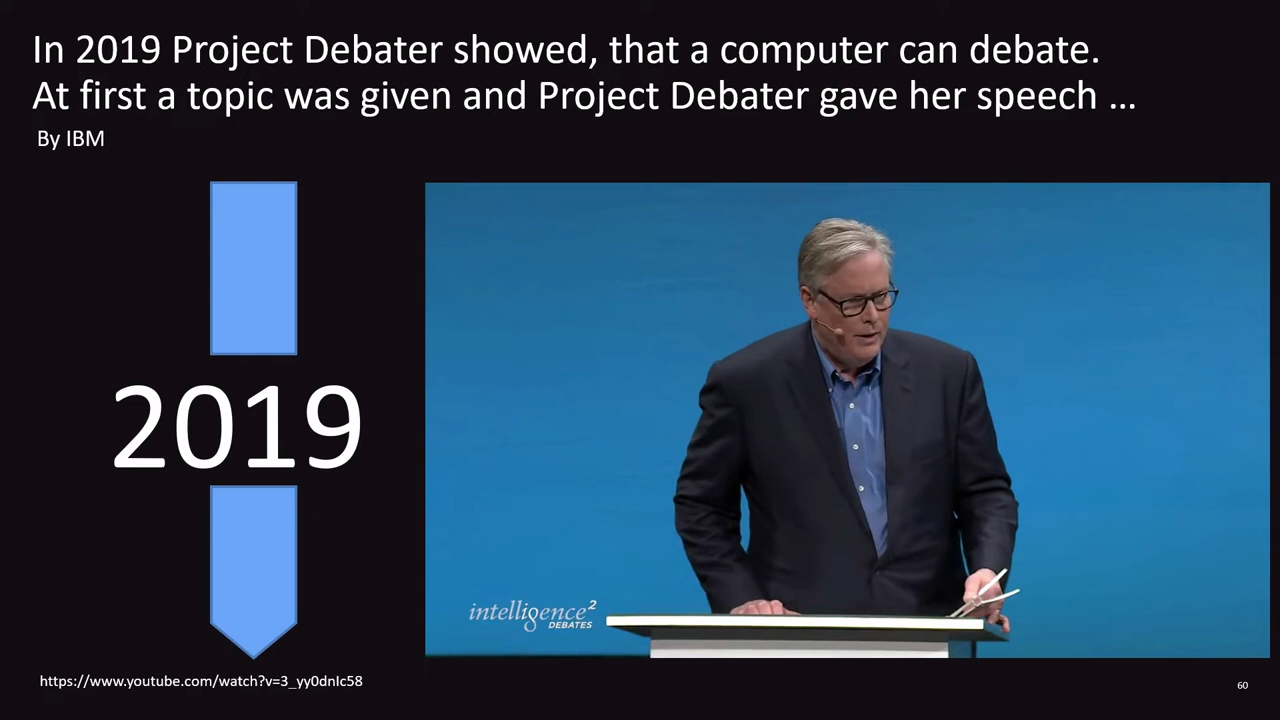 In 2019 Project Debater showed, that a computer can debate.
At first a topic was given and Project Debater gave her speech …
By IBM
2019
intelligence²
DEBATES
https://www.youtube.com/watch?v=3_yy0dnIc58
60